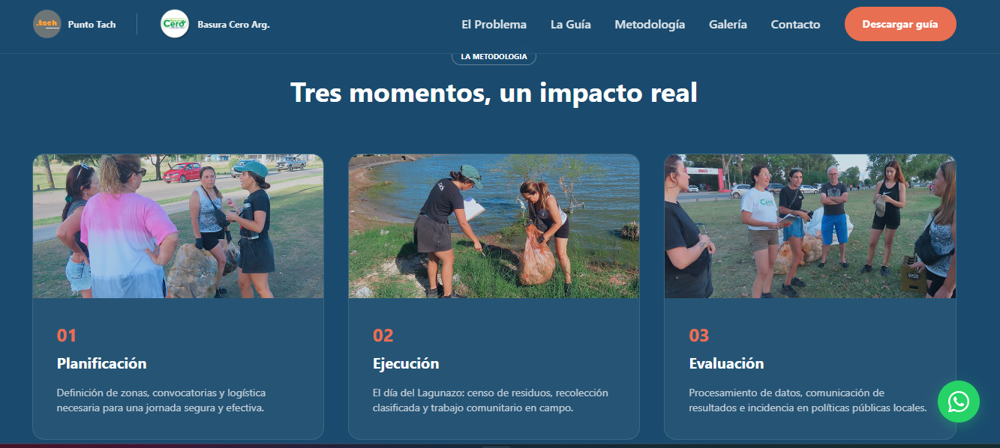 .tach
Punto Tach
Cero
Basura Cero Arg.
El Problema
La Guía
Metodología
Galería
Contacto
Descargar guía
LA METODOLOGÍA
Tres momentos, un impacto real
Cero
01
Planificación
Definición de zonas, convocatorias y logística
necesaria para una jornada segura y efectiva.
02
Ejecución
El día del Lagunazo: censo de residuos, recolección
clasificada y trabajo comunitario en campo.
03
Evaluación
Procesamiento de datos, comunicación de
resultados e incidencia en políticas públicas locales.